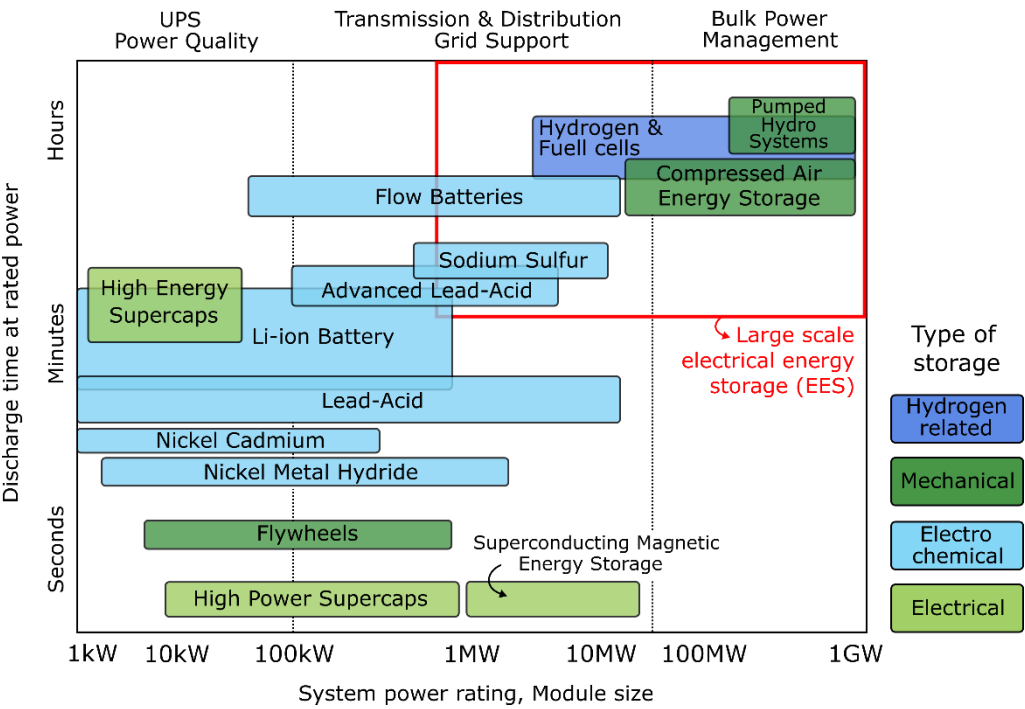 UPS
Power Quality
Transmission & Distribution
Grid Support
Bulk Power
Management
Discharge time at rated power
Hours
Minutes
Seconds
Pumped
Hydro
Systems
Hydrogen &
Fuell cells
Compressed Air
Energy Storage
Flow Batteries
Sodium Sulfur
Advanced Lead-Acid
High Energy
Supercaps
Li-ion Battery
Large scale
electrical energy
storage (EES)
Lead-Acid
Nickel Cadmium
Nickel Metal Hydride
Flywheels
Superconducting Magnetic
Energy Storage
High Power Supercaps
1kW
10kW
100kW
1MW
10MW
100MW
1GW
System power rating, Module size
Type of
storage
Hydrogen
related
Mechanical
Electro
chemical
Electrical